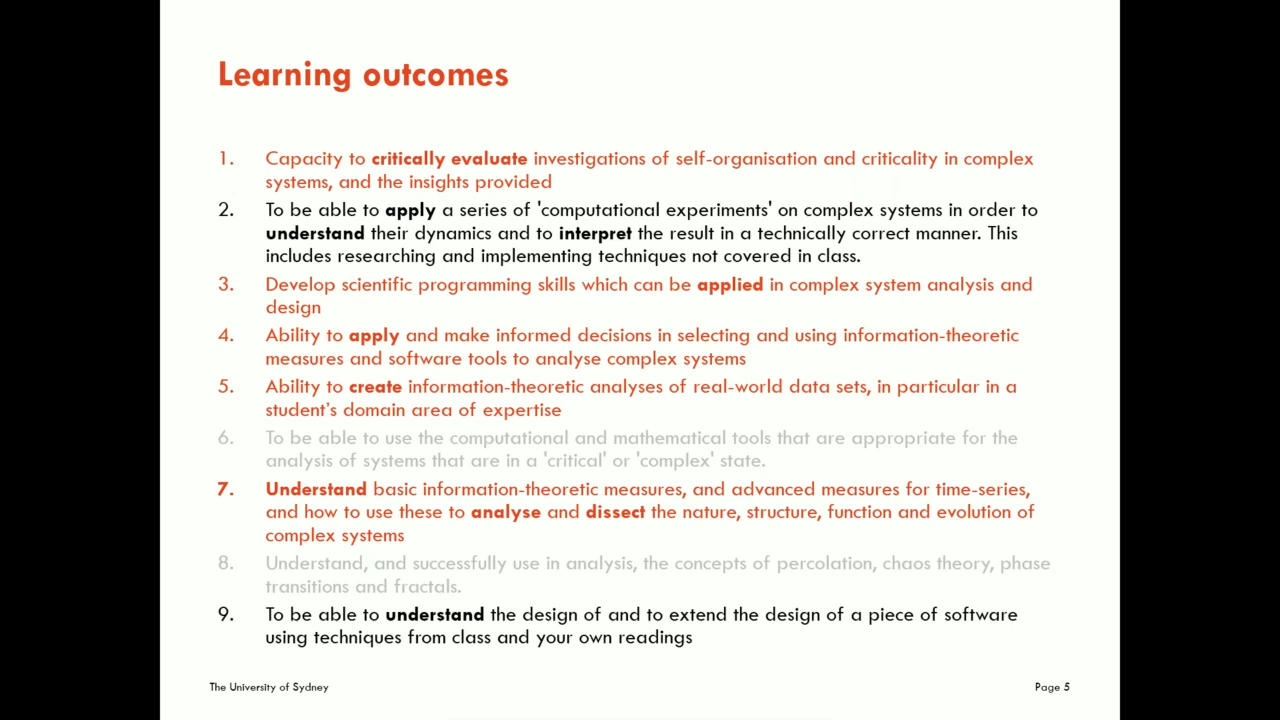 Learning outcomes
1. Capacity to critically evaluate investigations of self-organisation and criticality in complex
systems, and the insights provided
2. To be able to apply a series of 'computational experiments' on complex systems in order to
understand their dynamics and to interpret the result in a technically correct manner. This
includes researching and implementing techniques not covered in class.
3. Develop scientific programming skills which can be applied in complex system analysis and
design
4. Ability to apply and make informed decisions in selecting and using information-theoretic
measures and software tools to analyse complex systems
5. Ability to create information-theoretic analyses of real-world data sets, in particular in a
student’s domain area of expertise
6. To be able to use the computational and mathematical tools that are appropriate for the
analysis of systems that are in a 'critical' or 'complex' state.
7. Understand basic information-theoretic measures, and advanced measures for time-series,
and how to use these to analyse and dissect the nature, structure, function and evolution of
complex systems
8. Understand, and successfully use in analysis, the concepts of percolation, chaos theory, phase
transitions and fractals.
9. To be able to understand the design of and to extend the design of a piece of software
using techniques from class and your own readings
The University of Sydney
Page 5